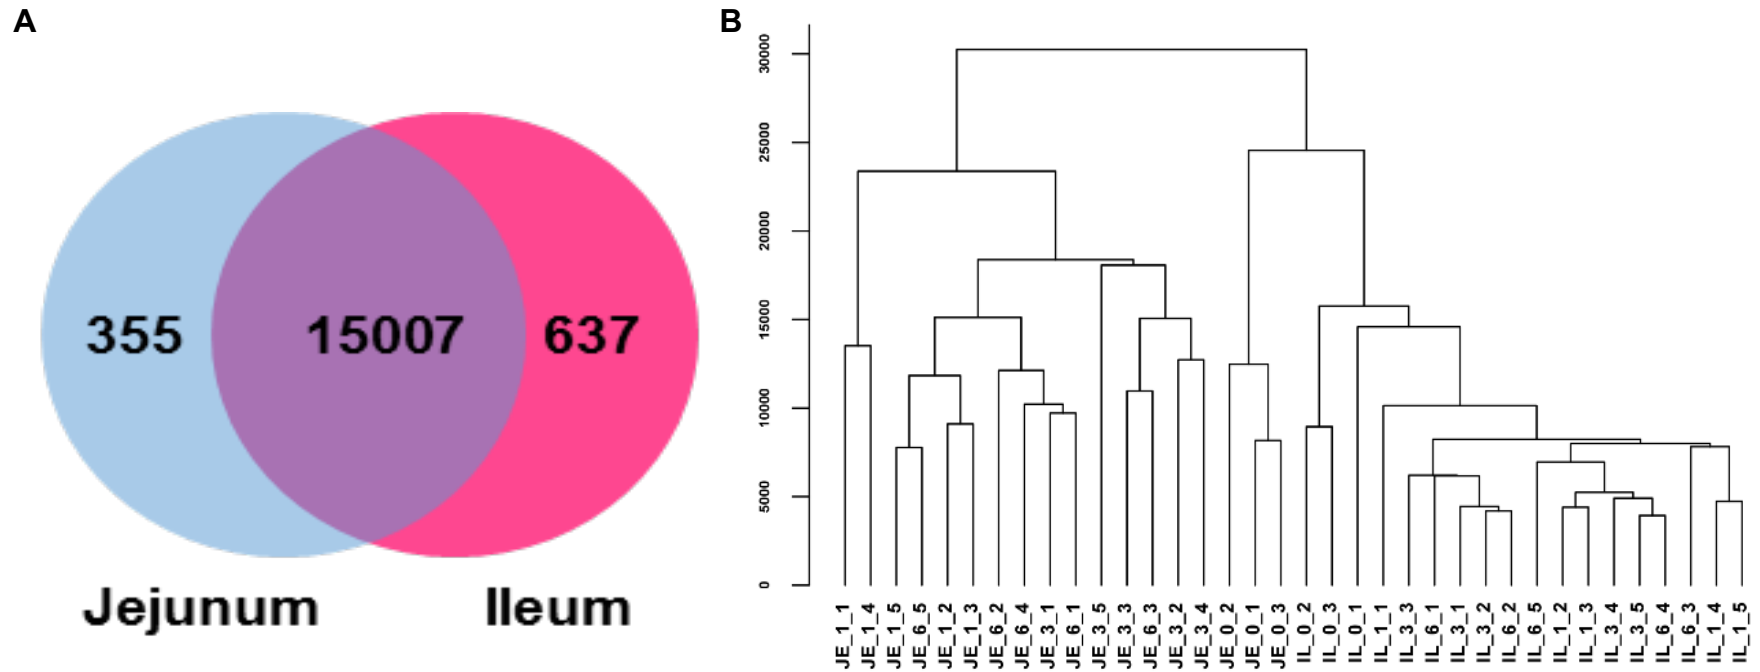 A
355
15007
637
Jejunum
Ileum
B
30000
25000
20000
15000
10000
5000
0
JE_1_1
JE_1_4
JE_1_5
JE_6_5
JE_1_2
JE_1_3
JE_6_2
JE_6_4
JE_3_1
JE_6_1
JE_3_5
JE_3_3
JE_6_3
JE_3_2
JE_3_4
JE_0_2
JE_0_1
JE_0_3
IL_0_2
IL_0_3
IL_0_1
IL_1_1
IL_3_3
IL_6_1
IL_3_1
IL_3_2
IL_6_2
IL_6_5
IL_1_2
IL_1_3
IL_3_4
IL_3_5
IL_6_4
IL_6_3
IL_1_4
IL_1_5